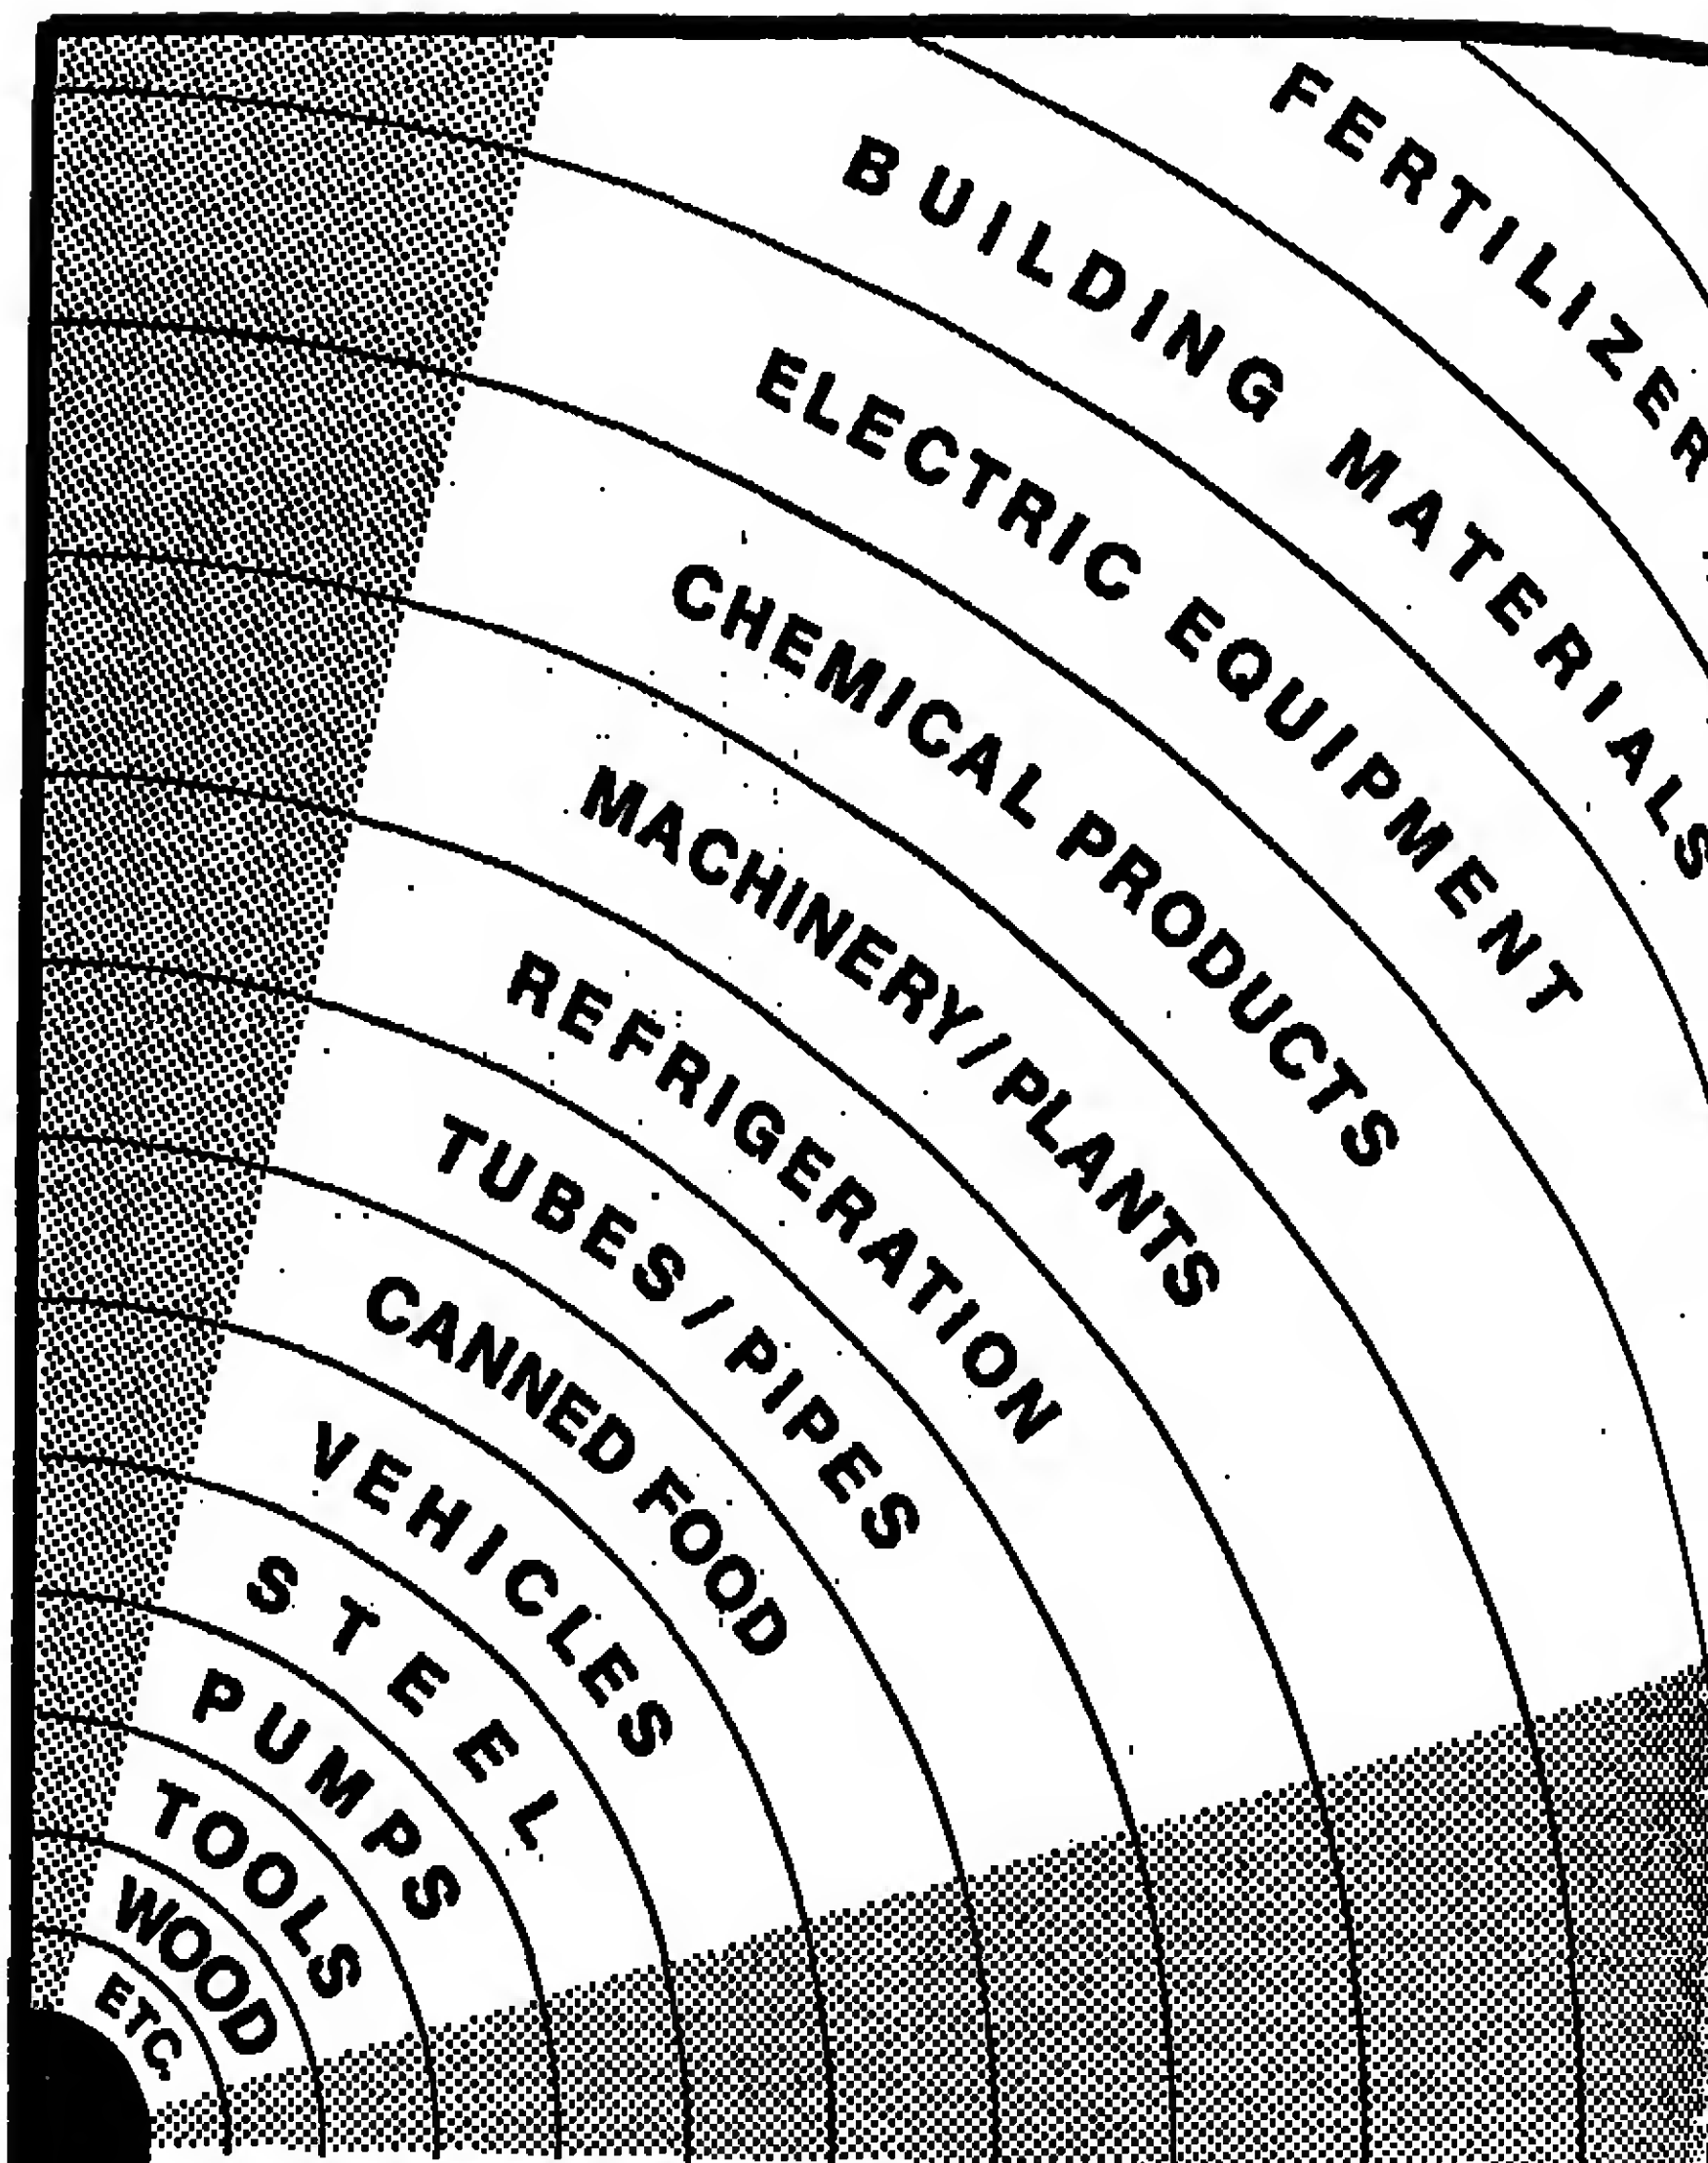 FERTILIZER
BUILDING MATERIALS
ELECTRIC EQUIPMENT
CHEMICAL PRODUCTS
MACHINERY/PLANTS
REFRIGERATION
TUBES/PIPES
CANNED FOOD
VEHICLES
STEEL
PUMPS
TOOLS
WOOD
ETC.